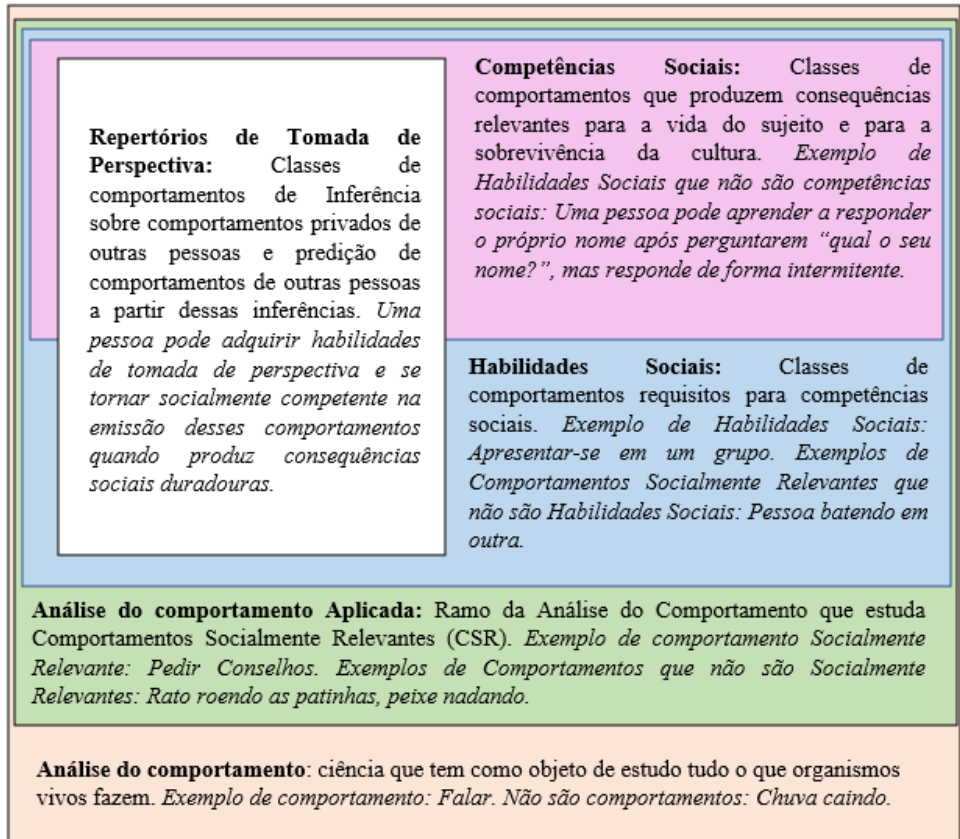 Repertórios de Tomada de
Perspectiva: Classes de
comportamentos de Inferência
sobre comportamentos privados de
outras pessoas e predição de
comportamentos de outras pessoas
a partir dessas inferências. Uma
pessoa pode adquirir habilidades
de tomada de perspectiva e se
tornar socialmente competente na
emissão desses comportamentos
quando produz consequências
sociais duradouras.
Competências Sociais: Classes de
comportamentos que produzem consequências
relevantes para a vida do sujeito e para a
sobrevivência da cultura. Exemplo de
Habilidades Sociais que não são competências
sociais: Uma pessoa pode aprender a responder
o próprio nome após perguntarem “qual o seu
nome?”, mas responde de forma intermitente.
Habilidades Sociais: Classes de
comportamentos requisitos para competências
sociais. Exemplo de Habilidades Sociais:
Apresentar-se em um grupo. Exemplos de
Comportamentos Socialmente Relevantes que
não são Habilidades Sociais: Pessoa batendo em
outra.
Análise do comportamento Aplicada: Ramo da Análise do Comportamento que estuda
Comportamentos Socialmente Relevantes (CSR). Exemplo de comportamento Socialmente
Relevante: Pedir Conselhos. Exemplos de Comportamentos que não são Socialmente
Relevantes: Rato roendo as patinhas, peixe nadando.
Análise do comportamento: ciência que tem como objeto de estudo tudo o que organismos
vivos fazem. Exemplo de comportamento: Falar. Não são comportamentos: Chuva caindo.